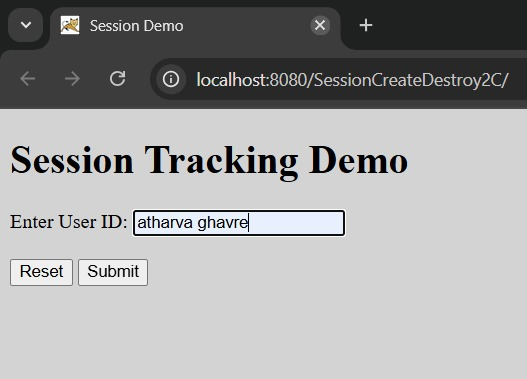 Session Demo
localhost:8080/SessionCreateDestroy2C/
Session Tracking Demo
Enter User ID: atharva ghavre
Reset Submit